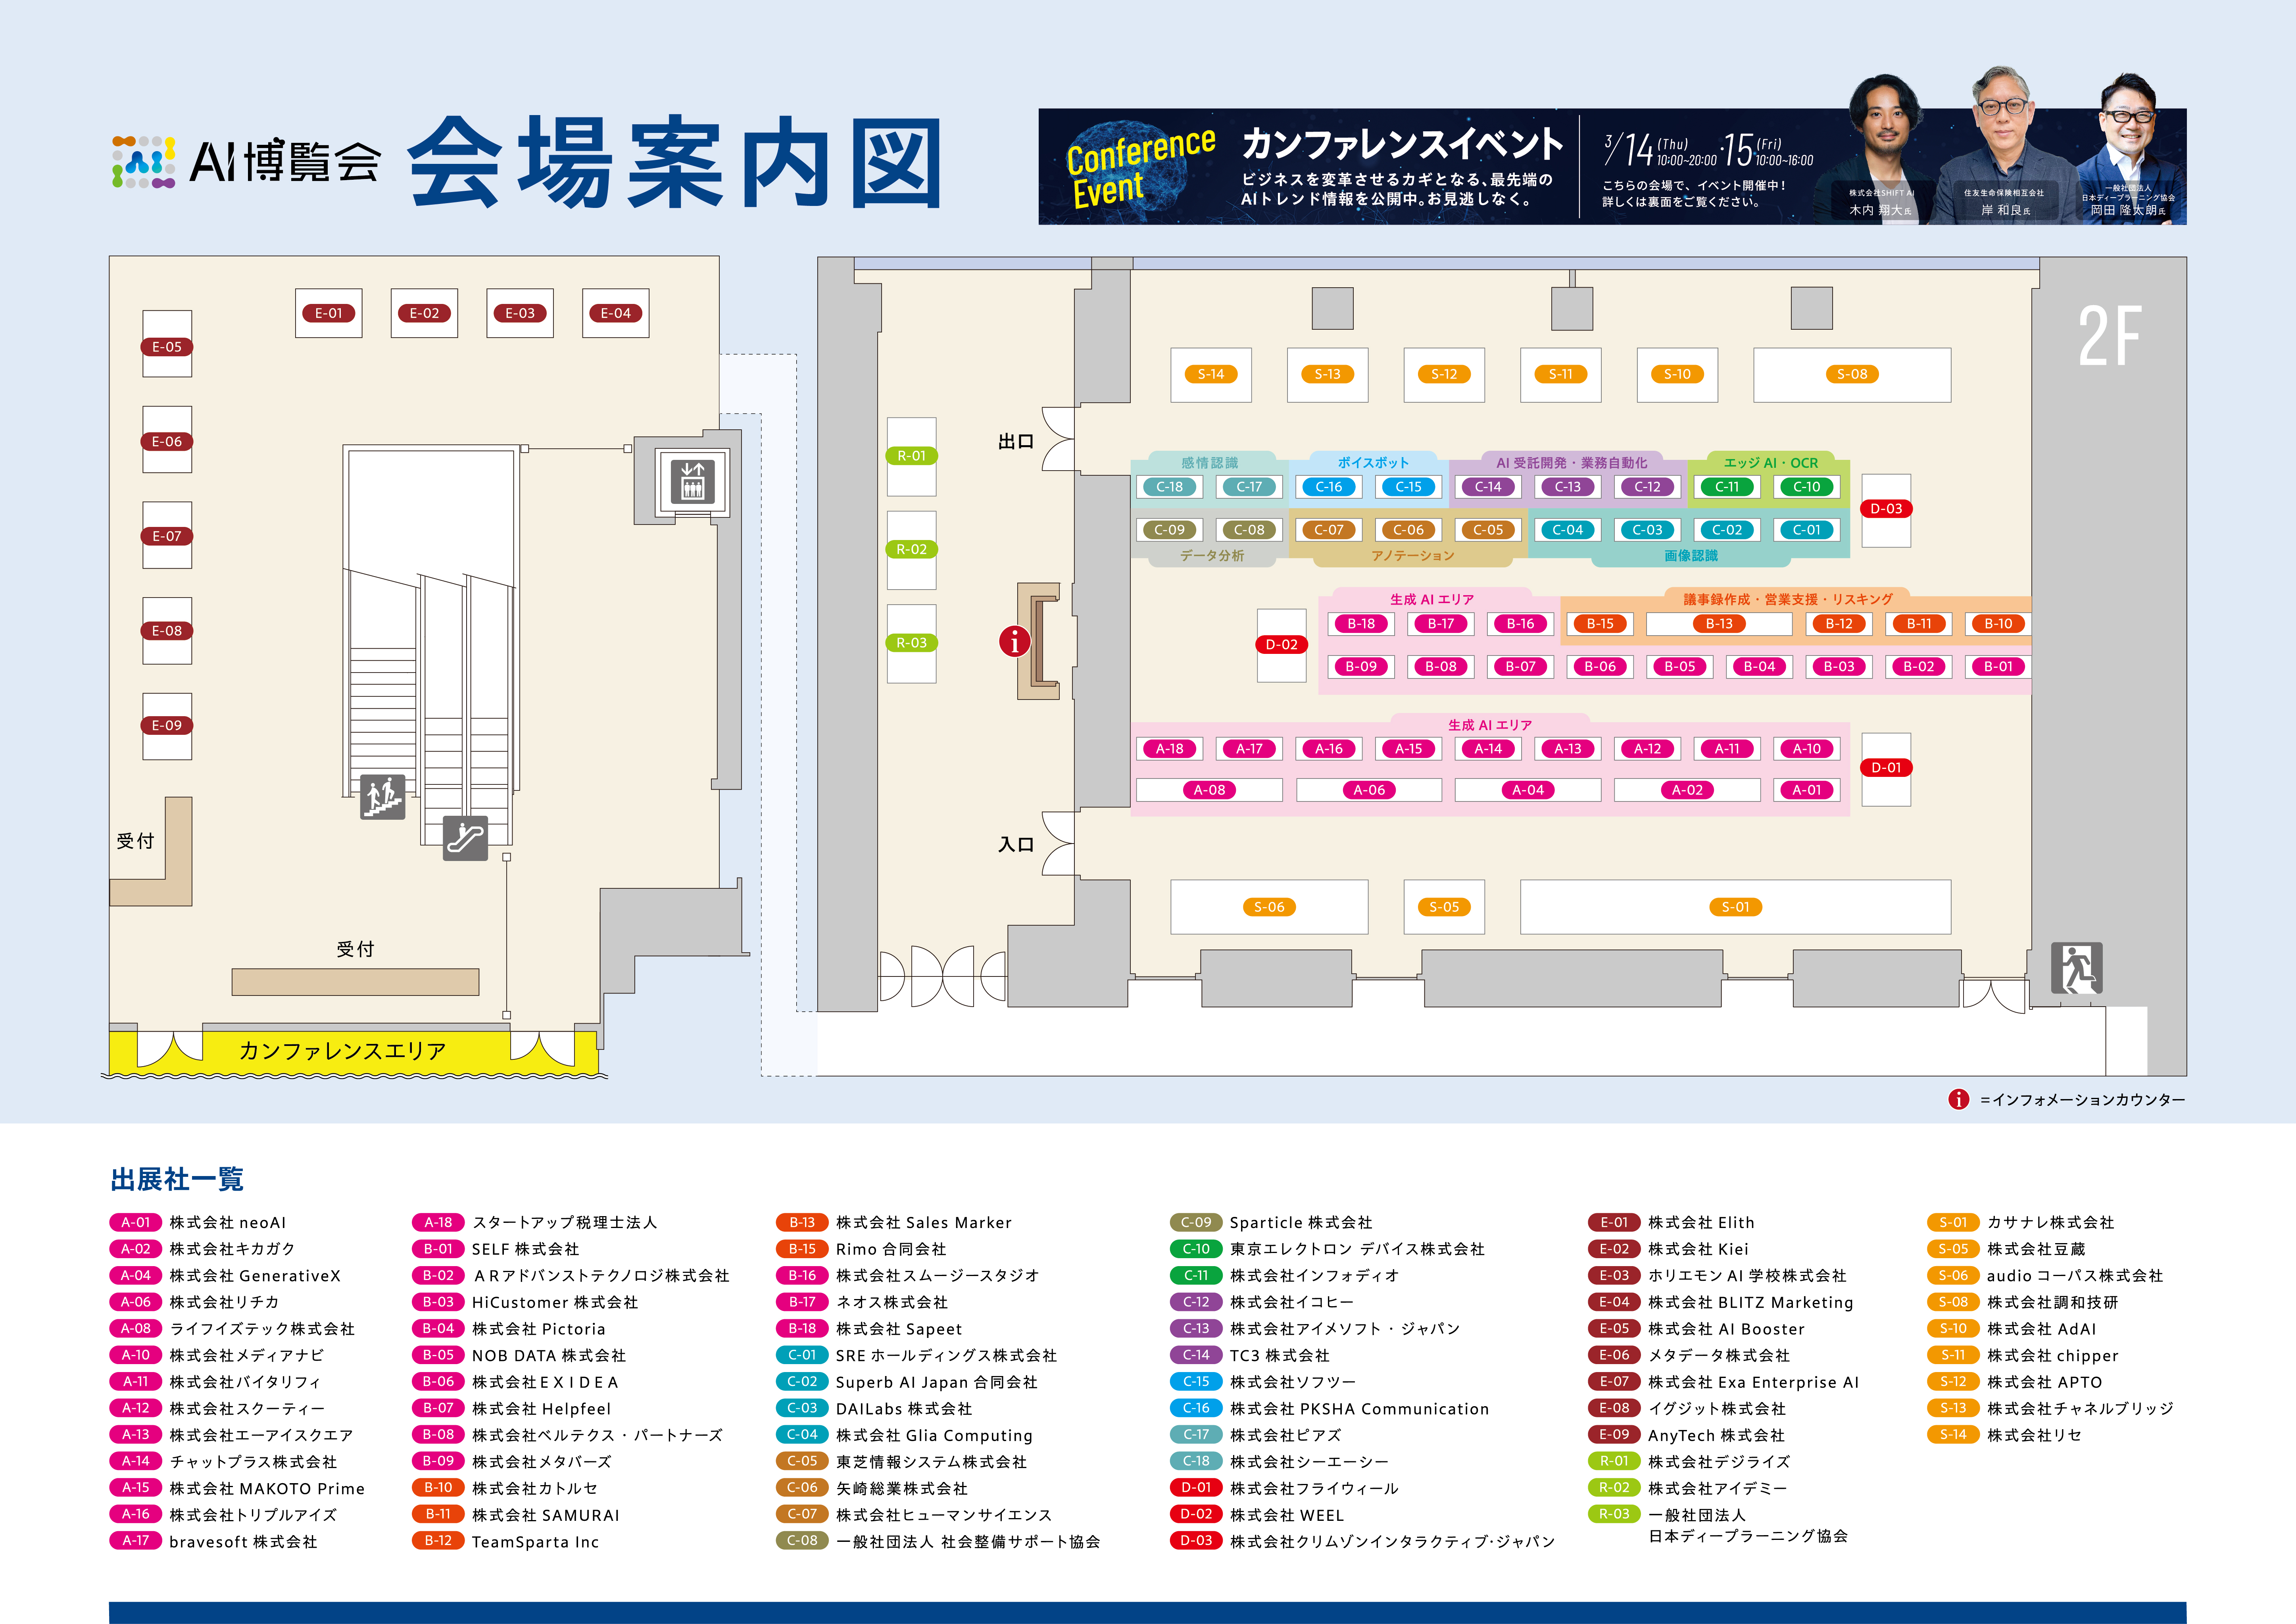 AI博覧会 会場案内図
Conference
Event
カンファレンスイベント
ビジネスを変革させるカギとなる、最先端の
AIトレンド情報を公開中。お見逃しなく。
3/14(Thu) 10:00~20:00・15(Fri) 10:00~16:00
こちらの会場で、イベント開催中!
詳しくは裏面をご覧ください。
株式会社SHIFT AI
木内 翔大氏
住友生命保険相互会社
岸 和良氏
一般社団法人
日本ディープラーニング協会
岡田 隆太朗氏
2F
E-01 E-02 E-03 E-04
E-05
E-06
E-07
E-08
E-09
受付
受付
カンファレンスエリア
R-01
R-02
R-03
出口
i
入口
S-14 S-13 S-12 S-11 S-10 S-08
感情認識 ボイスボット AI 受託開発・業務自動化 エッジ AI・OCR
C-18 C-17 C-16 C-15 C-14 C-13 C-12 C-11 C-10
D-03
C-09 C-08 C-07 C-06 C-05 C-04 C-03 C-02 C-01
データ分析 アノテーション 画像認識
生成 AI エリア 議事録作成・営業支援・リスキング
B-18 B-17 B-16 B-15 B-13 B-12 B-11 B-10
D-02
B-09 B-08 B-07 B-06 B-05 B-04 B-03 B-02 B-01
生成 AI エリア
A-18 A-17 A-16 A-15 A-14 A-13 A-12 A-11 A-10
D-01
A-08 A-06 A-04 A-02 A-01
S-06 S-05 S-01
i =インフォメーションカウンター
出展社一覧
A-01 株式会社 neoAI
A-02 株式会社キカガク
A-04 株式会社 GenerativeX
A-06 株式会社リチカ
A-08 ライフイズテック株式会社
A-10 株式会社メディアナビ
A-11 株式会社バイタリフィ
A-12 株式会社スクーティー
A-13 株式会社エーアイスクエア
A-14 チャットプラス株式会社
A-15 株式会社 MAKOTO Prime
A-16 株式会社トリプルアイズ
A-17 bravesoft 株式会社
A-18 スタートアップ税理士法人
B-01 SELF 株式会社
B-02 ARアドバンストテクノロジ株式会社
B-03 HiCustomer 株式会社
B-04 株式会社 Pictoria
B-05 NOB DATA 株式会社
B-06 株式会社EXIDEA
B-07 株式会社 Helpfeel
B-08 株式会社ベルテクス・パートナーズ
B-09 株式会社メタバーズ
B-10 株式会社カトルセ
B-11 株式会社 SAMURAI
B-12 TeamSparta Inc
B-13 株式会社 Sales Marker
B-15 Rimo 合同会社
B-16 株式会社スムージースタジオ
B-17 ネオス株式会社
B-18 株式会社 Sapeet
C-01 SRE ホールディングス株式会社
C-02 Superb AI Japan 合同会社
C-03 DAILabs 株式会社
C-04 株式会社 Glia Computing
C-05 東芝情報システム株式会社
C-06 矢崎総業株式会社
C-07 株式会社ヒューマンサイエンス
C-08 一般社団法人 社会整備サポート協会
C-09 Sparticle 株式会社
C-10 東京エレクトロン デバイス株式会社
C-11 株式会社インフォディオ
C-12 株式会社イコヒー
C-13 株式会社アイメソフト・ジャパン
C-14 TC3 株式会社
C-15 株式会社ソフツー
C-16 株式会社 PKSHA Communication
C-17 株式会社ピアズ
C-18 株式会社シーエーシー
D-01 株式会社フライウィール
D-02 株式会社 WEEL
D-03 株式会社クリムゾンインタラクティブ・ジャパン
E-01 株式会社 Elith
E-02 株式会社 Kiei
E-03 ホリエモン AI 学校株式会社
E-04 株式会社 BLITZ Marketing
E-05 株式会社 AI Booster
E-06 メタデータ株式会社
E-07 株式会社 Exa Enterprise AI
E-08 イグジット株式会社
E-09 AnyTech 株式会社
R-01 株式会社デジライズ
R-02 株式会社アイデミー
R-03 一般社団法人
日本ディープラーニング協会
S-01 カサナレ株式会社
S-05 株式会社豆蔵
S-06 audio コーパス株式会社
S-08 株式会社調和技研
S-10 株式会社 AdAI
S-11 株式会社 chipper
S-12 株式会社 APTO
S-13 株式会社チャネルブリッジ
S-14 株式会社リセ